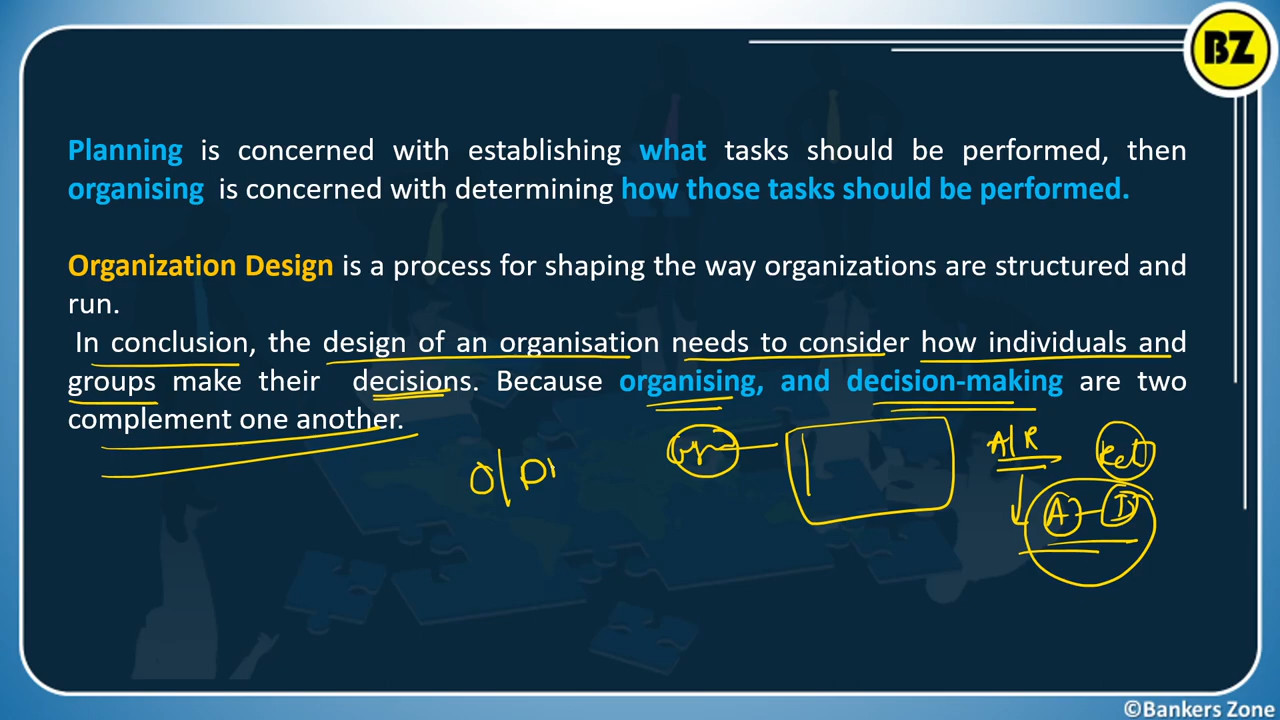 BZ
Planning is concerned with establishing what tasks should be performed, then
organising is concerned with determining how those tasks should be performed.
Organization Design is a process for shaping the way organizations are structured and
run.
In conclusion, the design of an organisation needs to consider how individuals and
groups make their decisions. Because organising, and decision-making are two
complement one another.
A/R
O/D
A - D
©Bankers Zone